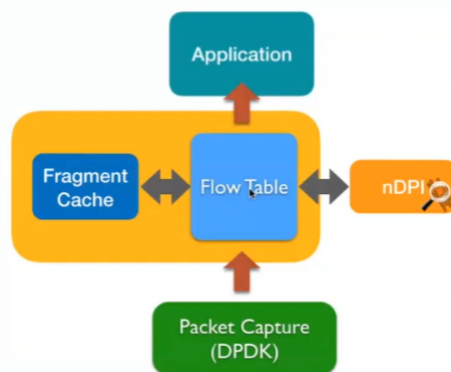 Application
Fragment
Cache
Flow Table
nDPI
Packet Capture
(DPDK)